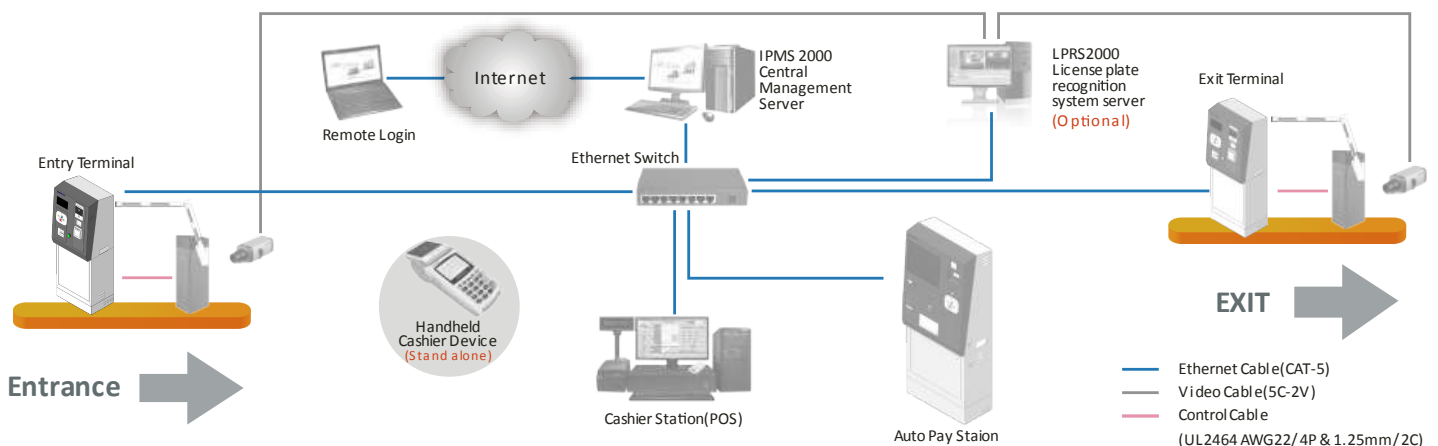 Internet
Remote Login
IPMS 2000
Central
Management
Server
LPRS2000
License plate
recognition
system server
(Optional)
Exit Terminal
Entry Terminal
Ethernet Switch
Handheld
Cashier Device
(Stand alone)
Cashier Station(POS)
Auto Pay Staion
Entrance
EXIT
Ethernet Cable(CAT-5)
Video Cable(5C-2V)
Control Cable
(UL2464 AWG22/4P & 1.25mm/2C)